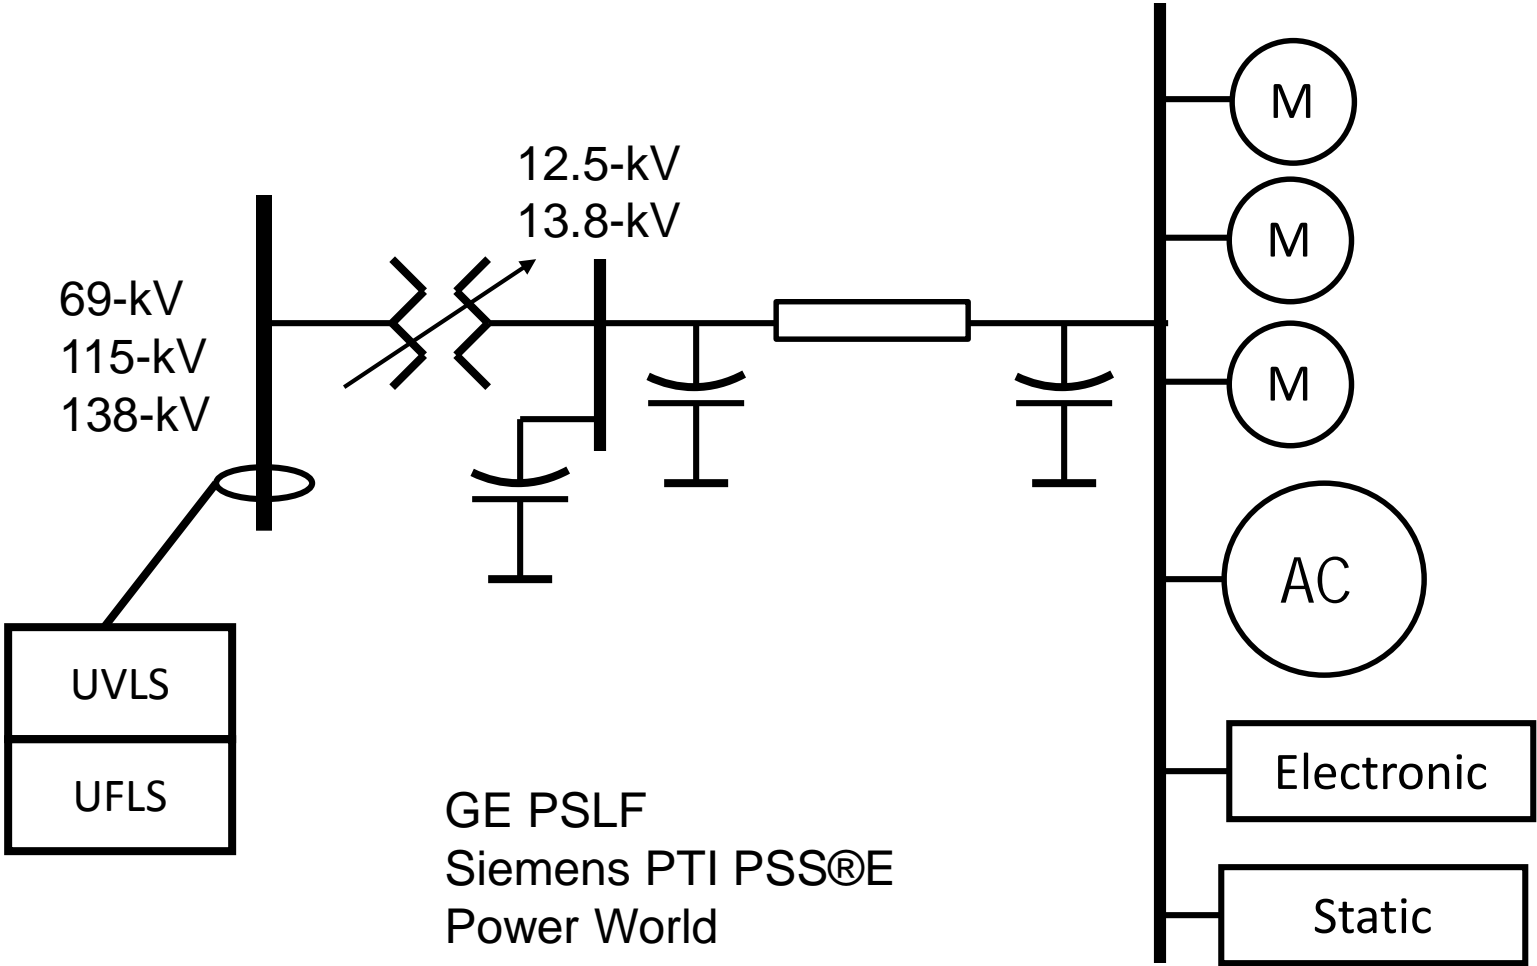 12.5-kV
13.8-kV
69-kV
115-kV
138-kV
M
M
M
AC
UVLS
UFLS
Electronic
Static
GE PSLF
Siemens PTI PSS®E
Power World